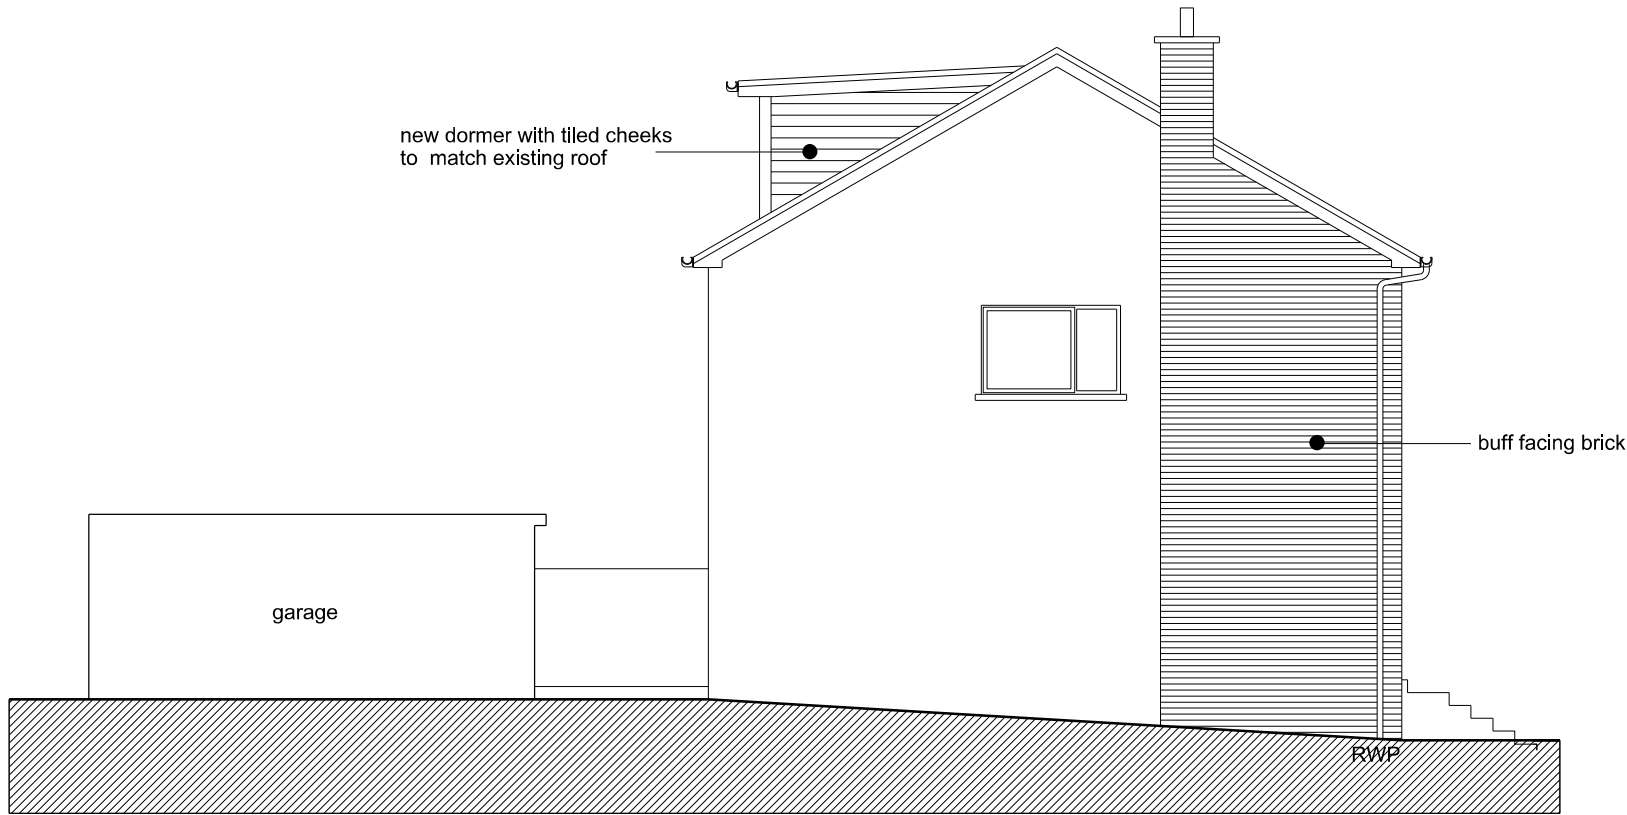 new dormer with tiled cheeks
to  match existing roof
buff facing brick
garage
RWP